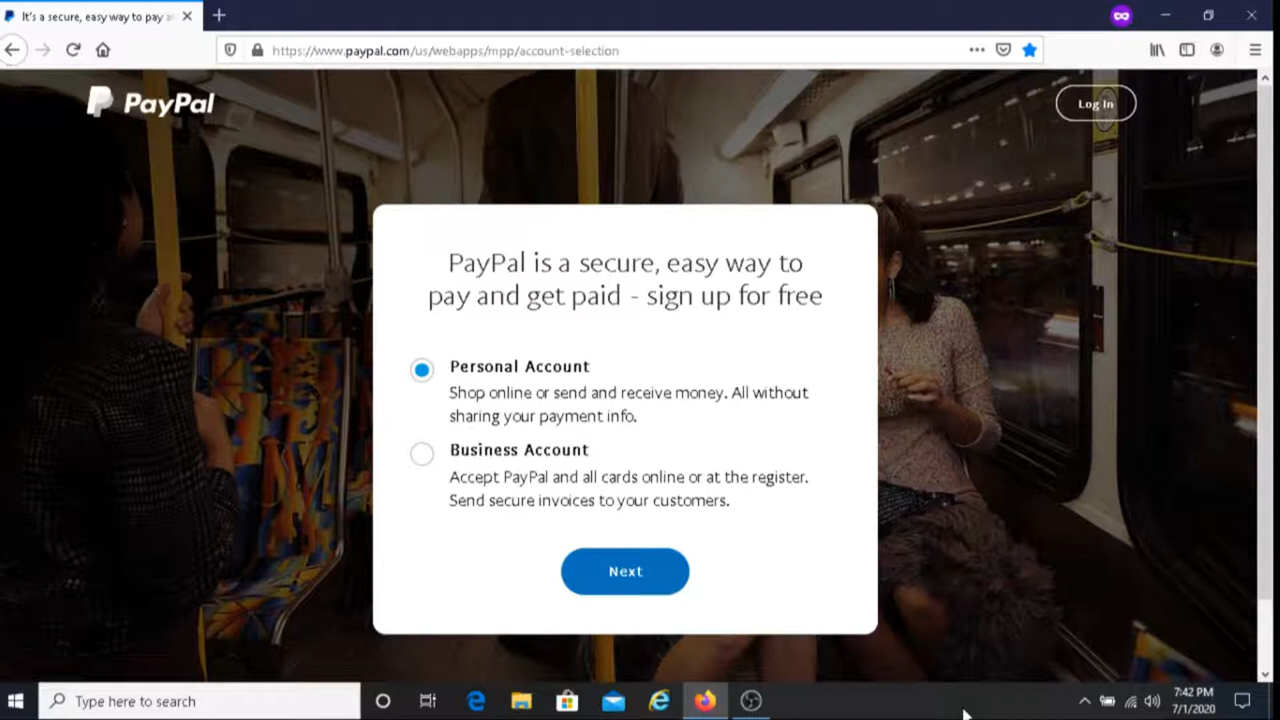 It's a secure, easy way to pay an
https://www.paypal.com/us/webapps/mpp/account-selection
PayPal
Log In
PayPal is a secure, easy way to
pay and get paid - sign up for free
Personal Account
Shop online or send and receive money. All without
sharing your payment info.
Business Account
Accept PayPal and all cards online or at the register.
Send secure invoices to your customers.
Next
Type here to search
7:42 PM
7/1/2020